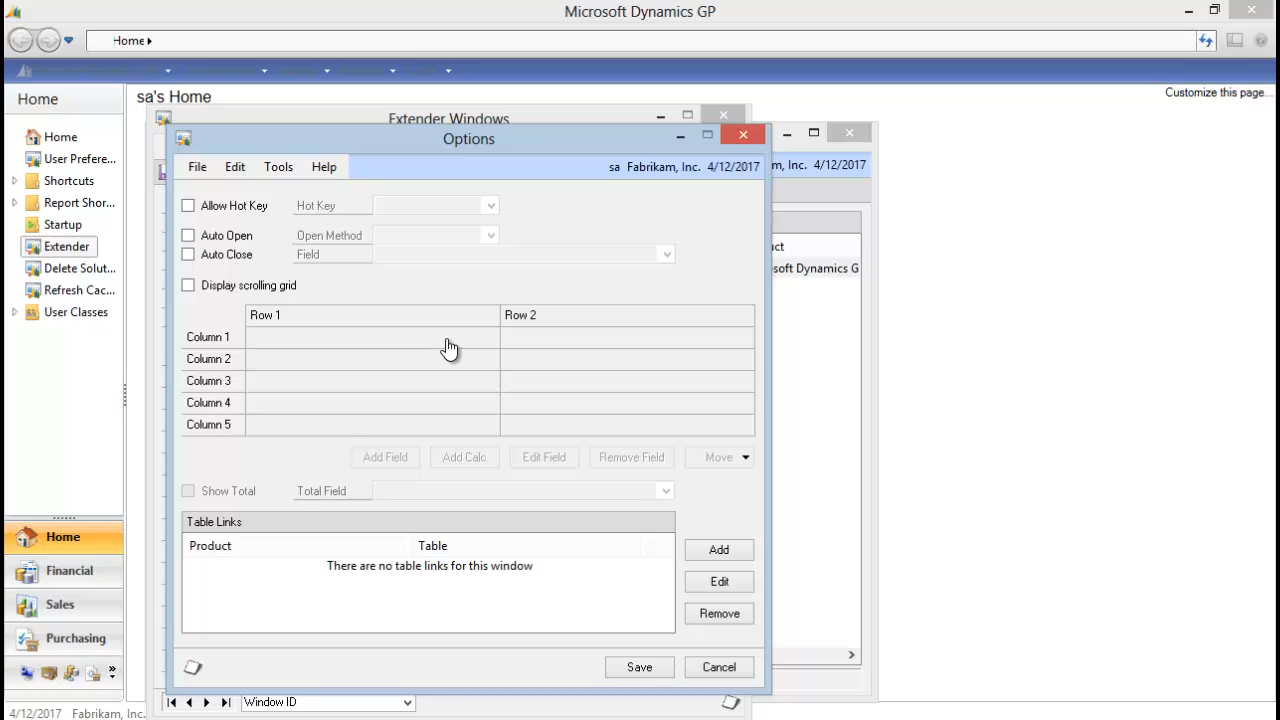 Microsoft Dynamics GP
Home
Home
sa's Home
Customize this page...
Home
User Prefere...
Shortcuts
Report Shor...
Startup
Extender
Delete Solut...
Refresh Cac...
User Classes
Extender Windows
Options
File Edit Tools Help
sa Fabrikam, Inc. 4/12/2017
m, Inc. 4/12/2017
Allow Hot Key Hot Key
Auto Open Open Method
Auto Close Field
Display scrolling grid
Row 1 Row 2
Column 1
Column 2
Column 3
Column 4
Column 5
Add Field Add Calc Edit Field Remove Field Move
Show Total Total Field
Table Links
Product Table
There are no table links for this window
Add
Edit
Remove
Save Cancel
uct
soft Dynamics G
Window ID
Home
Financial
Sales
Purchasing
4/12/2017 Fabrikam, Inc.